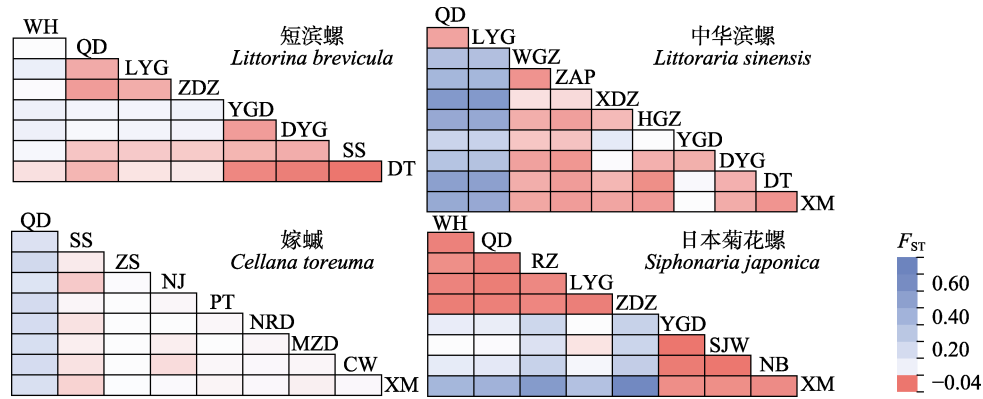 WH
QD
LYG
ZDZ
YGD
DYG
SS
DT
短滨螺
Littorina brevicula
QD
LYG
WGZ
ZAP
XDZ
HGZ
YGD
DYG
DT
XM
中华滨螺
Littoraria sinensis
QD
SS
ZS
NJ
PT
NRD
MZD
CW
XM
嫁䗩
Cellana toreuma
WH
QD
RZ
LYG
ZDZ
YGD
SJW
NB
XM
日本菊花螺
Siphonaria japonica
FST
0.60
0.40
0.20
−0.04